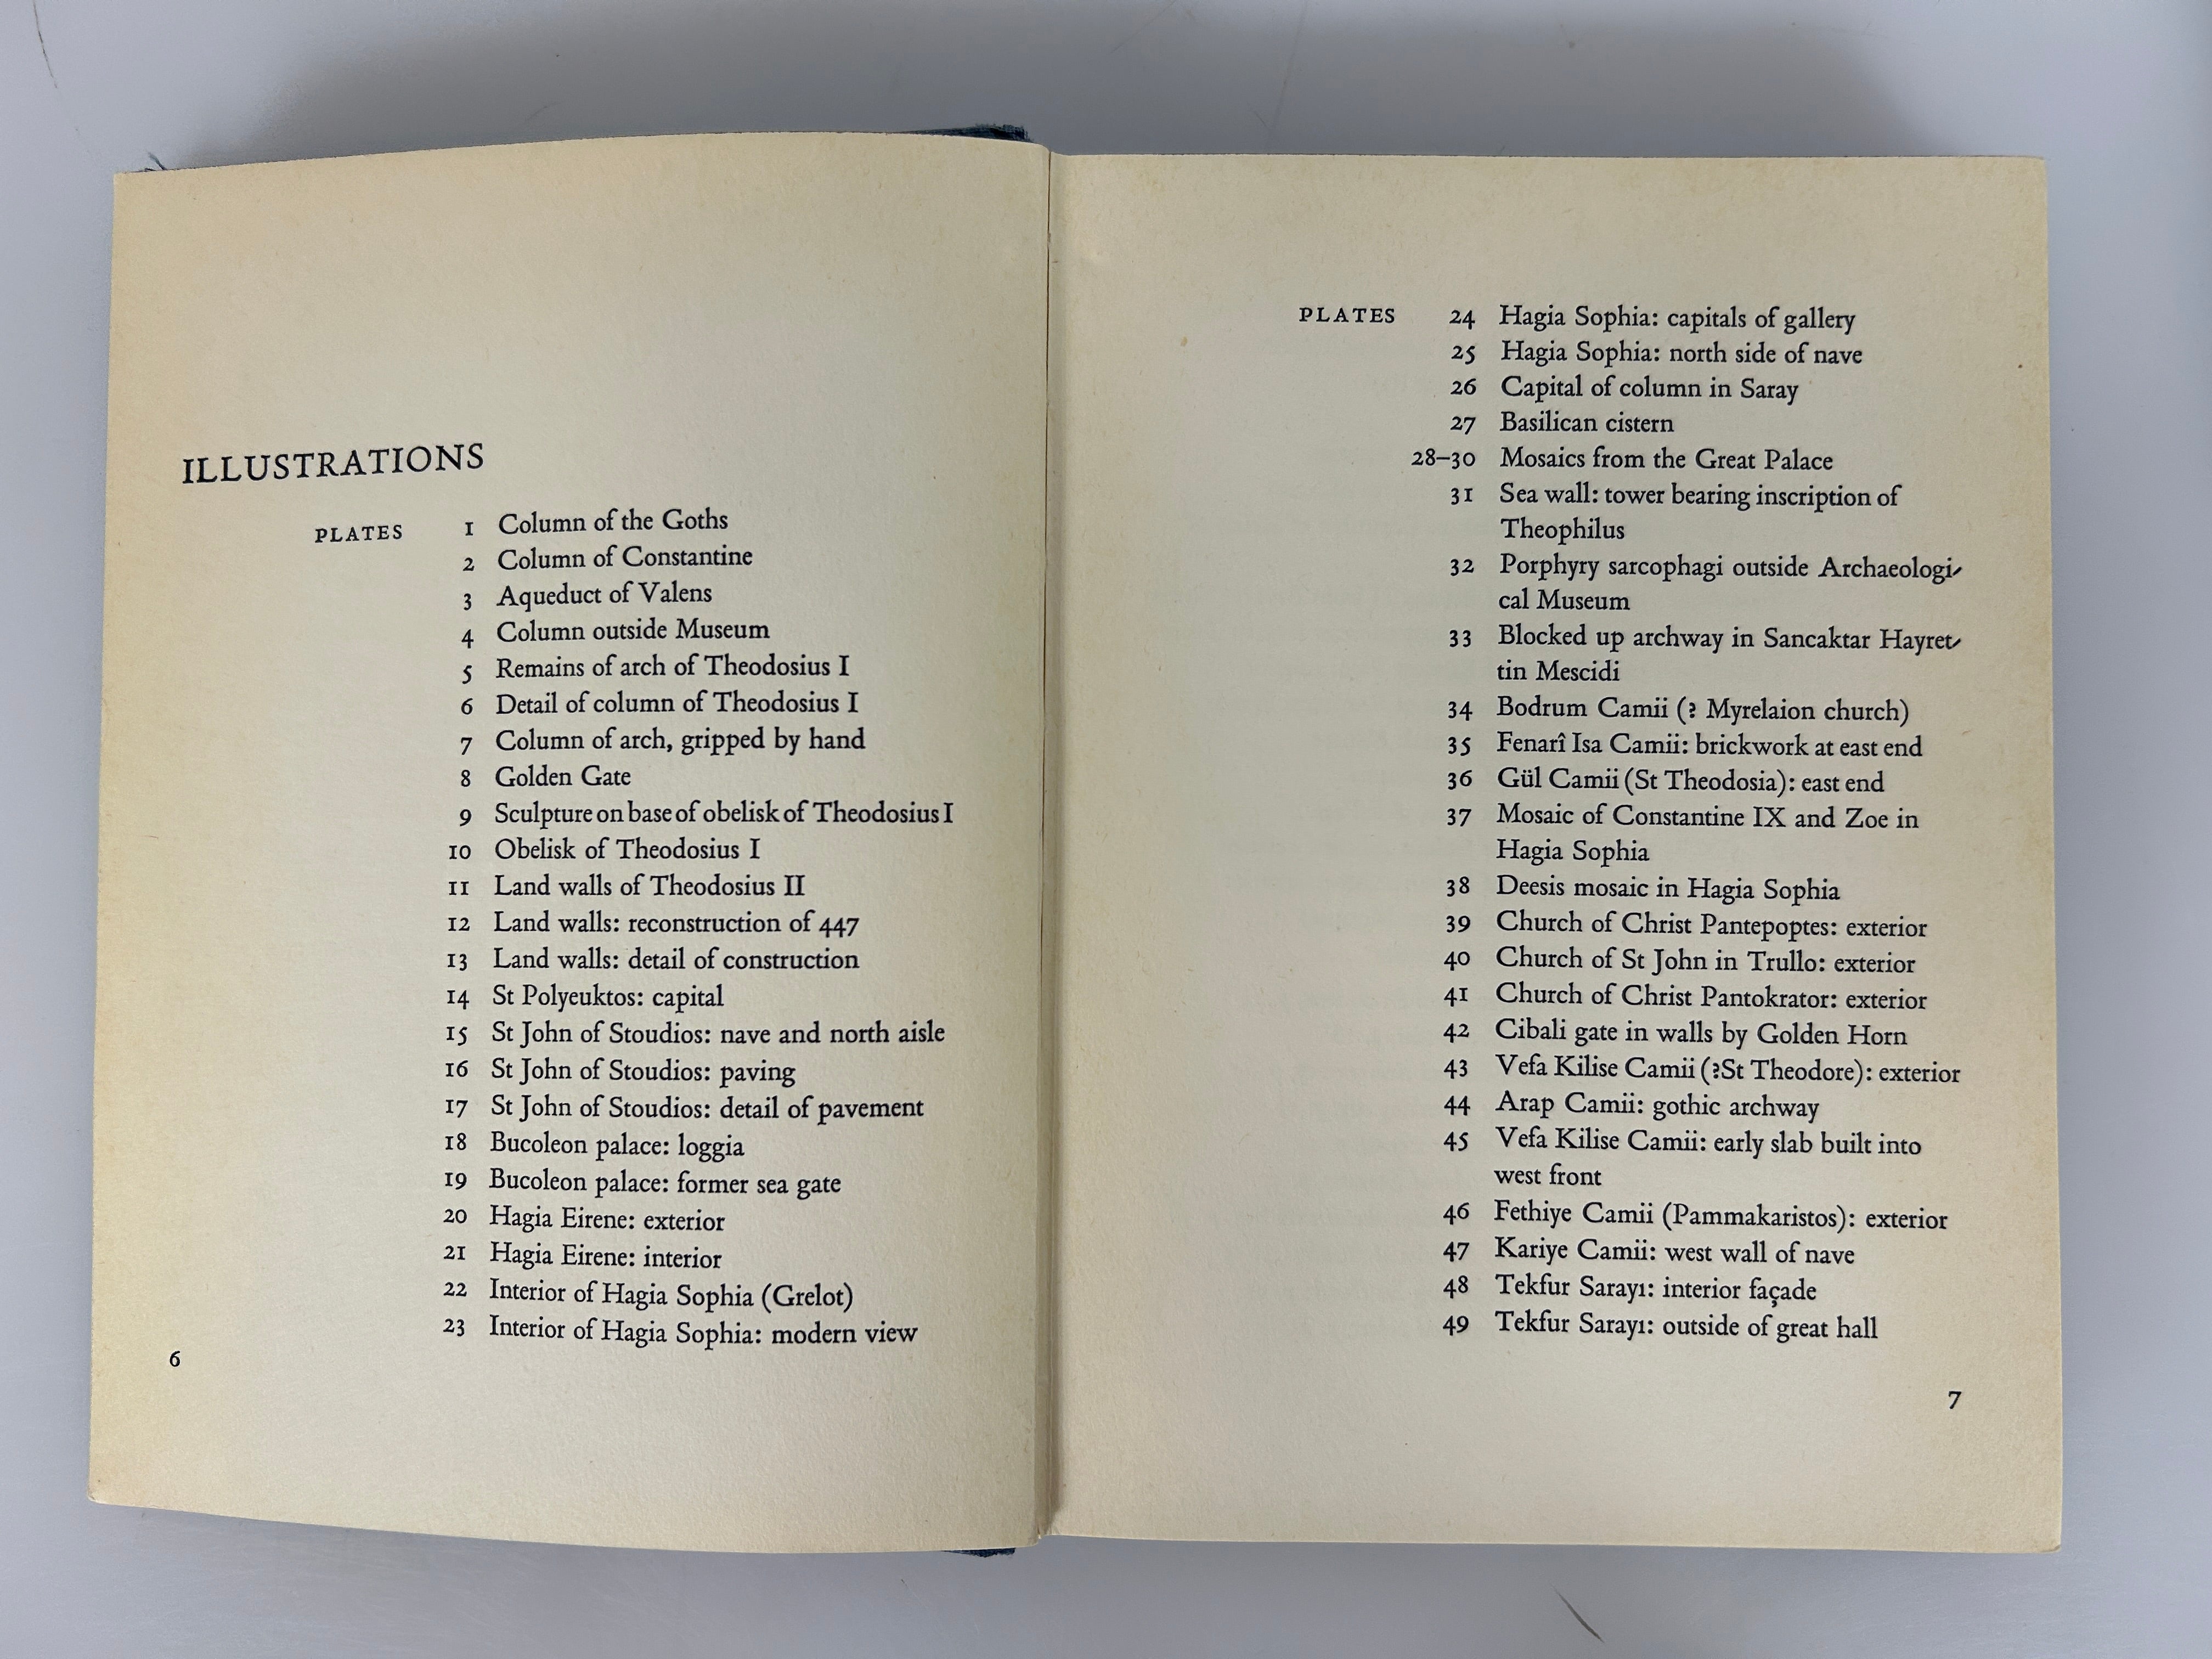 ILLUSTRATIONS
PLATES 1 Column of the Goths
2 Column of Constantine
3 Aqueduct of Valens
4 Column outside Museum
5 Remains of arch of Theodosius I
6 Detail of column of Theodosius I
7 Column of arch, gripped by hand
8 Golden Gate
9 Sculpture on base of obelisk of Theodosius I
10 Obelisk of Theodosius I
11 Land walls of Theodosius II
12 Land walls: reconstruction of 447
13 Land walls: detail of construction
14 St Polyeuktos: capital
15 St John of Stoudios: nave and north aisle
16 St John of Stoudios: paving
17 St John of Stoudios: detail of pavement
18 Bucoleon palace: loggia
19 Bucoleon palace: former sea gate
20 Hagia Eirene: exterior
21 Hagia Eirene: interior
22 Interior of Hagia Sophia (Grelot)
23 Interior of Hagia Sophia: modern view
6
PLATES 24 Hagia Sophia: capitals of gallery
25 Hagia Sophia: north side of nave
26 Capital of column in Saray
27 Basilican cistern
28–30 Mosaics from the Great Palace
31 Sea wall: tower bearing inscription of
Theophilus
32 Porphyry sarcophagi outside Archaeologi-
cal Museum
33 Blocked up archway in Sancaktar Hayret-
tin Mescidi
34 Bodrum Camii (? Myrelaion church)
35 Fenarî Isa Camii: brickwork at east end
36 Gül Camii (St Theodosia): east end
37 Mosaic of Constantine IX and Zoe in
Hagia Sophia
38 Deesis mosaic in Hagia Sophia
39 Church of Christ Pantepoptes: exterior
40 Church of St John in Trullo: exterior
41 Church of Christ Pantokrator: exterior
42 Cibali gate in walls by Golden Horn
43 Vefa Kilise Camii (?St Theodore): exterior
44 Arap Camii: gothic archway
45 Vefa Kilise Camii: early slab built into
west front
46 Fethiye Camii (Pammakaristos): exterior
47 Kariye Camii: west wall of nave
48 Tekfur Sarayı: interior façade
49 Tekfur Sarayı: outside of great hall
7